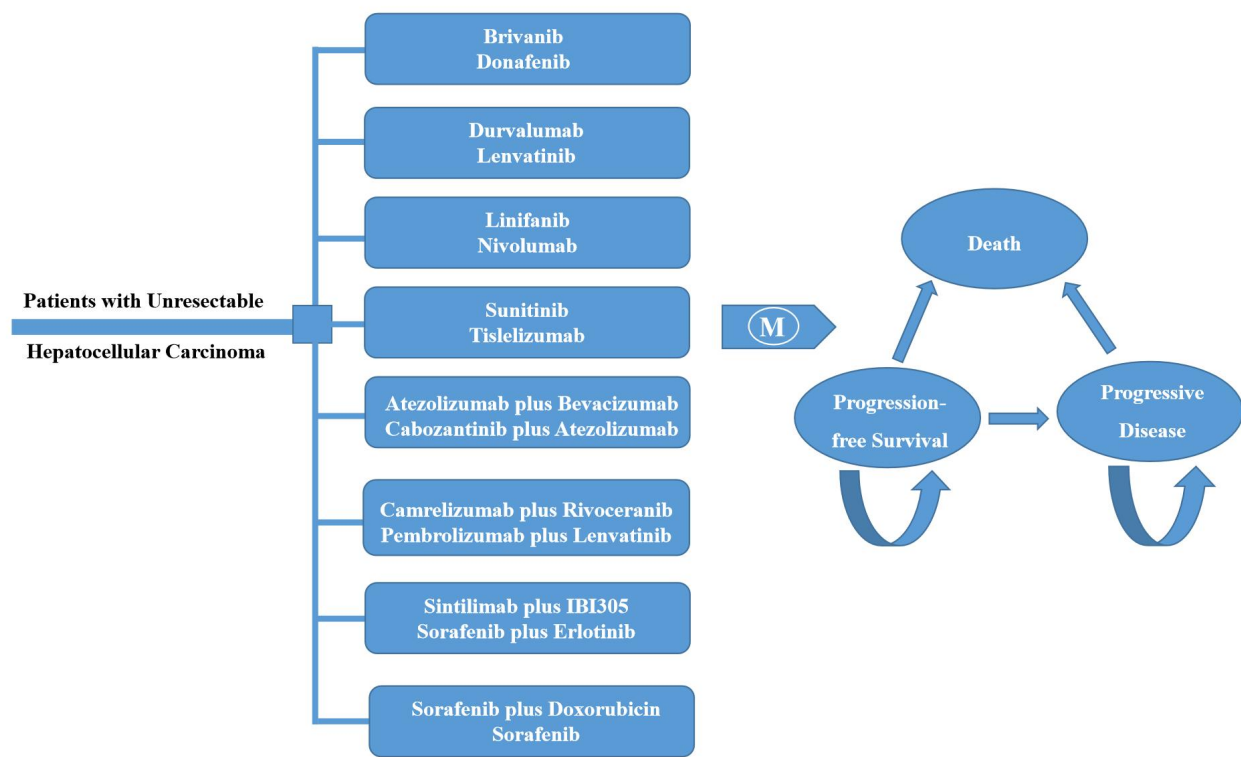 Patients with Unresectable
Hepatocellular Carcinoma
Brivanib
Donafenib
Durvalumab
Lenvatinib
Linifanib
Nivolumab
Sunitinib
Tislelizumab
Atezolizumab plus Bevacizumab
Cabozantinib plus Atezolizumab
Camrelizumab plus Rivoceranib
Pembrolizumab plus Lenvatinib
Sintilimab plus IBI305
Sorafenib plus Erlotinib
Sorafenib plus Doxorubicin
Sorafenib
M
Death
Progression-
free Survival
Progressive
Disease